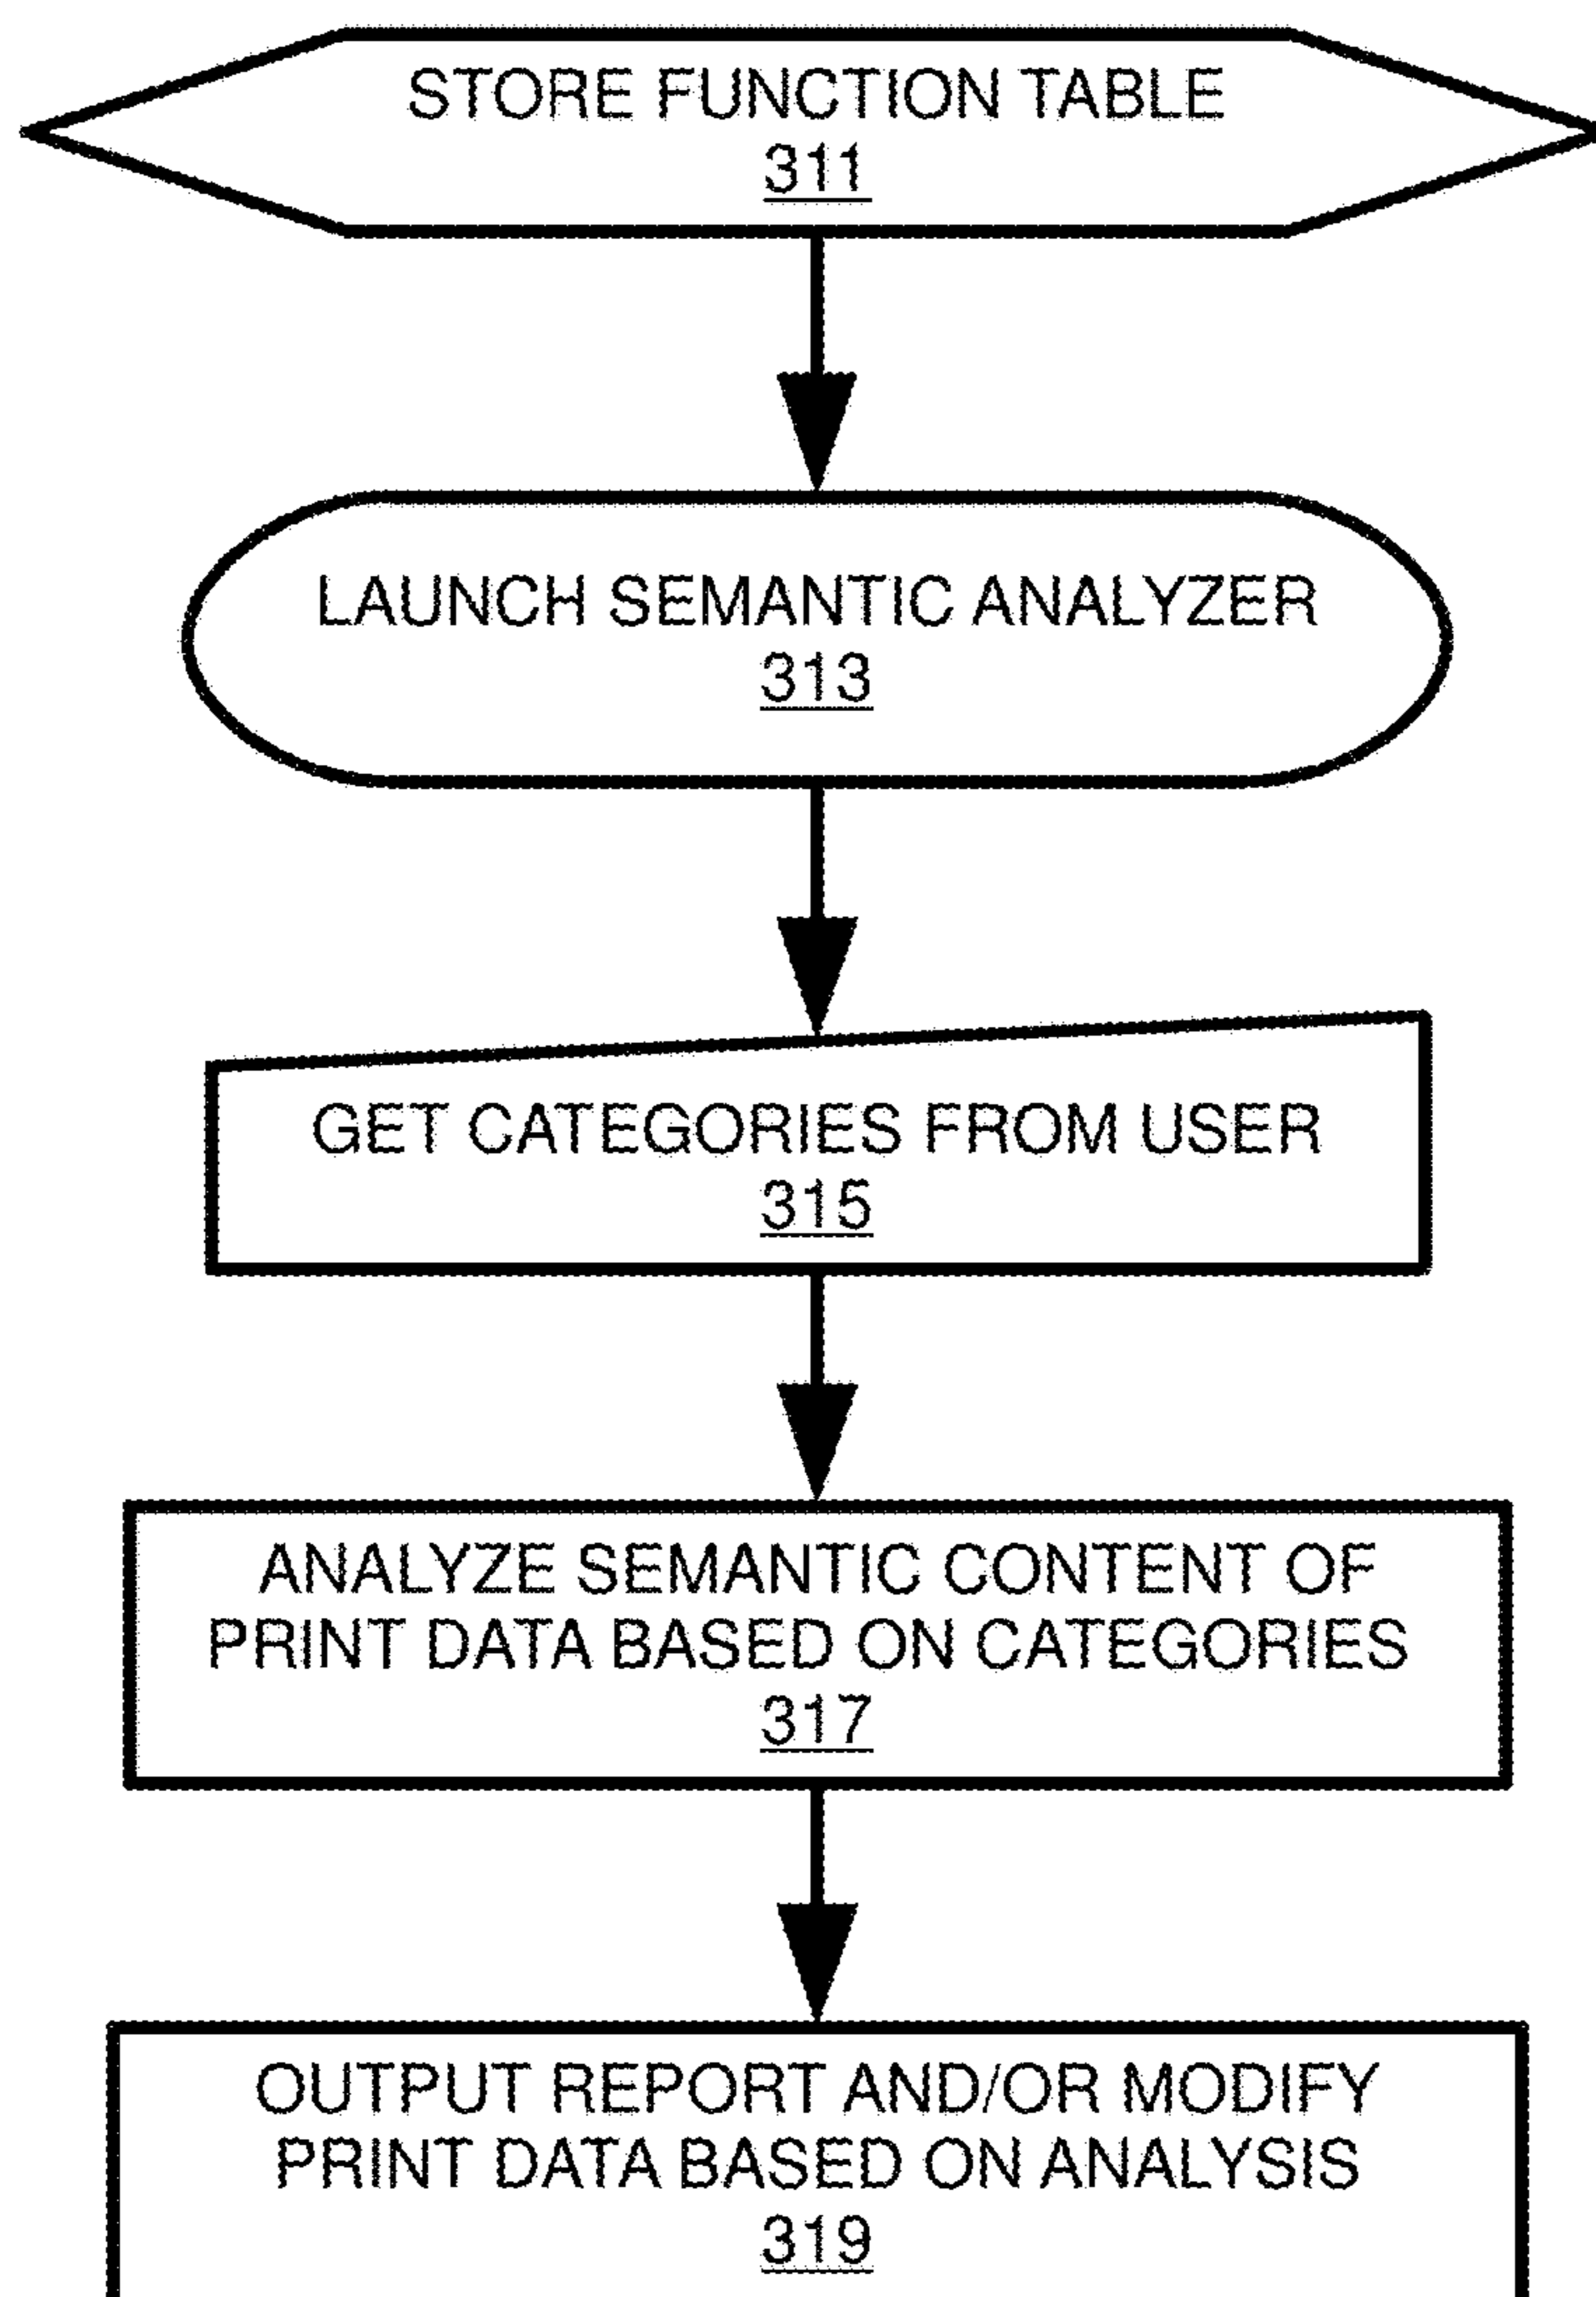 STORE FUNCTION TABLE
311
LAUNCH SEMANTIC ANALYZER
313
GET CATEGORIES FROM USER
315
ANALYZE SEMANTIC CONTENT OF
PRINT DATA BASED ON CATEGORIES
317
OUTPUT REPORT AND/OR MODIFY
PRINT DATA BASED ON ANALYSIS
319